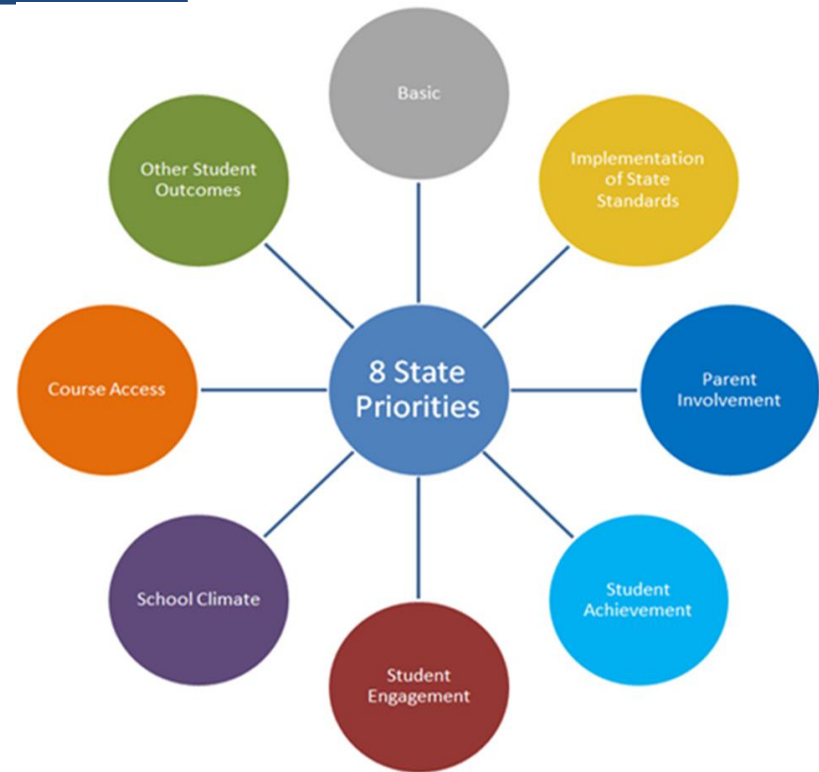 Basic
Implementation
of State
Standards
Parent
Involvement
Student
Achievement
Student
Engagement
School Climate
Course Access
Other Student
Outcomes
8 State
Priorities